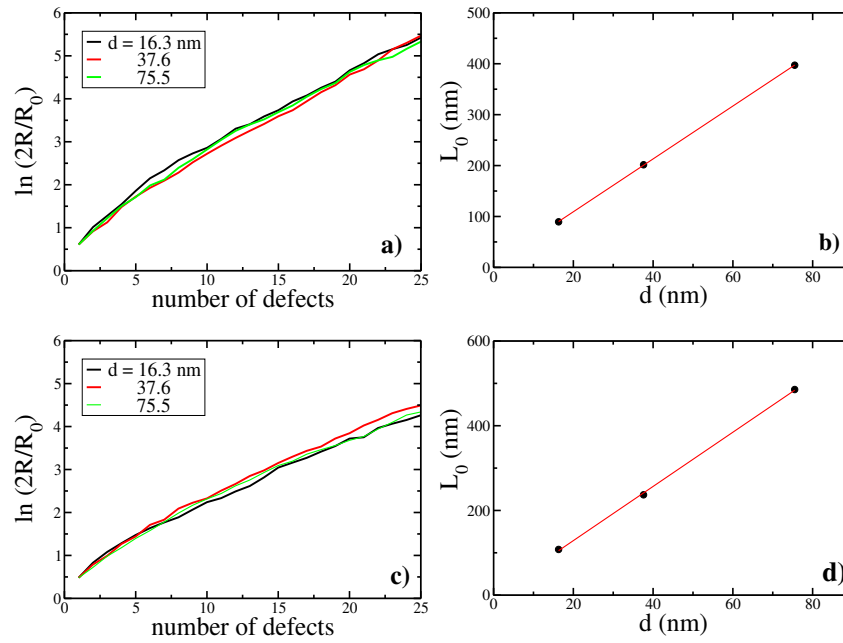 6
5
4
3
2
1
0
ln (2R/R₀)
d = 16.3 nm
37.6
75.5
a)
0 5 10 15 20 25
number of defects
500
400
300
200
100
0
L₀ (nm)
b)
0 20 40 60 80
d (nm)
6
5
4
3
2
1
0
ln (2R/R₀)
d = 16.3 nm
37.6
75.5
c)
0 5 10 15 20 25
number of defects
600
400
200
0
L₀ (nm)
d)
0 20 40 60 80
d (nm)